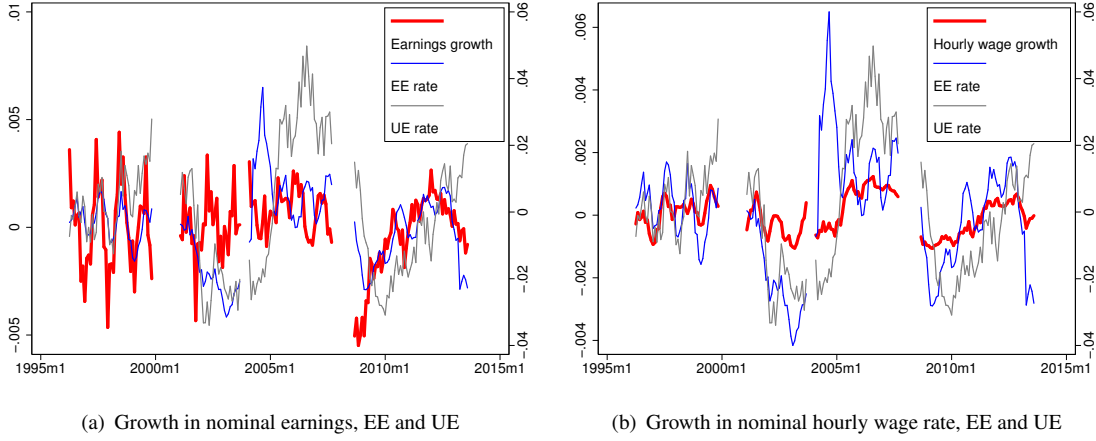 .01
.005
0
-.005
.06
.04
.02
0
-.02
-.04
1995m1 2000m1 2005m1 2010m1 2015m1
Earnings growth
EE rate
UE rate
(a) Growth in nominal earnings, EE and UE
.006
.004
.002
0
-.002
-.004
.06
.04
.02
0
-.02
-.04
1995m1 2000m1 2005m1 2010m1 2015m1
Hourly wage growth
EE rate
UE rate
(b) Growth in nominal hourly wage rate, EE and UE